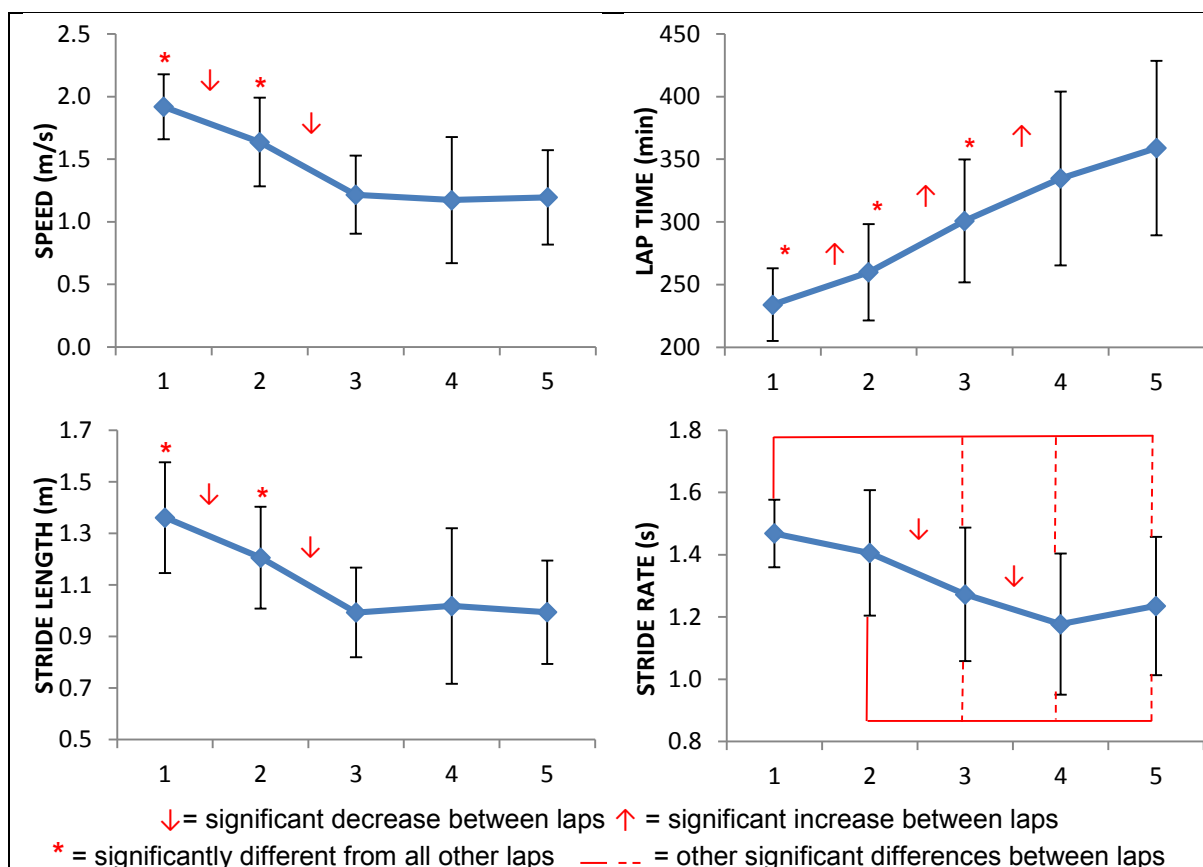 SPEED (m/s)
2.5
2.0
1.5
1.0
0.5
0.0
* * 
↓ ↓
1 2 3 4 5
LAP TIME (min)
450
400
350
300
250
200
* * *
↑ ↑ ↑
1 2 3 4 5
STRIDE LENGTH (m)
1.7
1.5
1.3
1.1
0.9
0.7
0.5
* *
↓ ↓
1 2 3 4 5
STRIDE RATE (s)
1.8
1.6
1.4
1.2
1.0
0.8
↓ ↓
1 2 3 4 5
↓ = significant decrease between laps ↑ = significant increase between laps
* = significantly different from all other laps — - - = other significant differences between laps